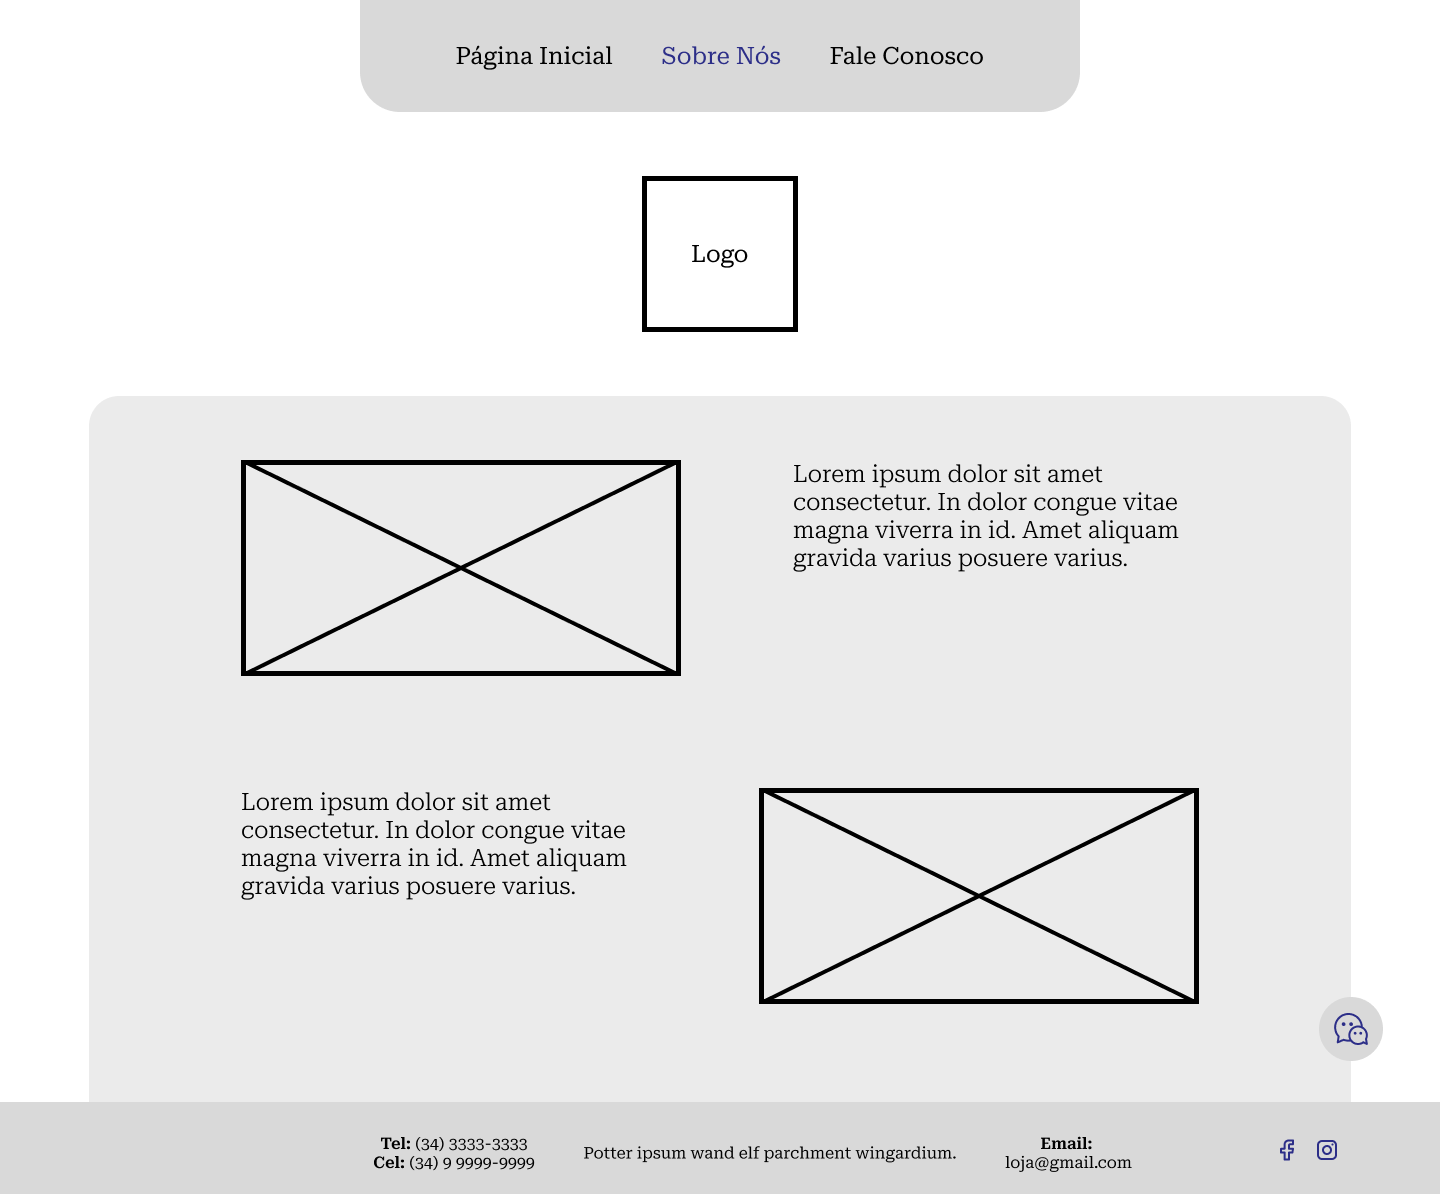 Página Inicial
Sobre Nós
Fale Conosco
Logo
Lorem ipsum dolor sit amet
consectetur. In dolor congue vitae
magna viverra in id. Amet aliquam
gravida varius posuere varius.
Lorem ipsum dolor sit amet
consectetur. In dolor congue vitae
magna viverra in id. Amet aliquam
gravida varius posuere varius.
Tel: (34) 3333-3333
Cel: (34) 9 9999-9999
Potter ipsum wand elf parchment wingardium.
Email:
loja@gmail.com